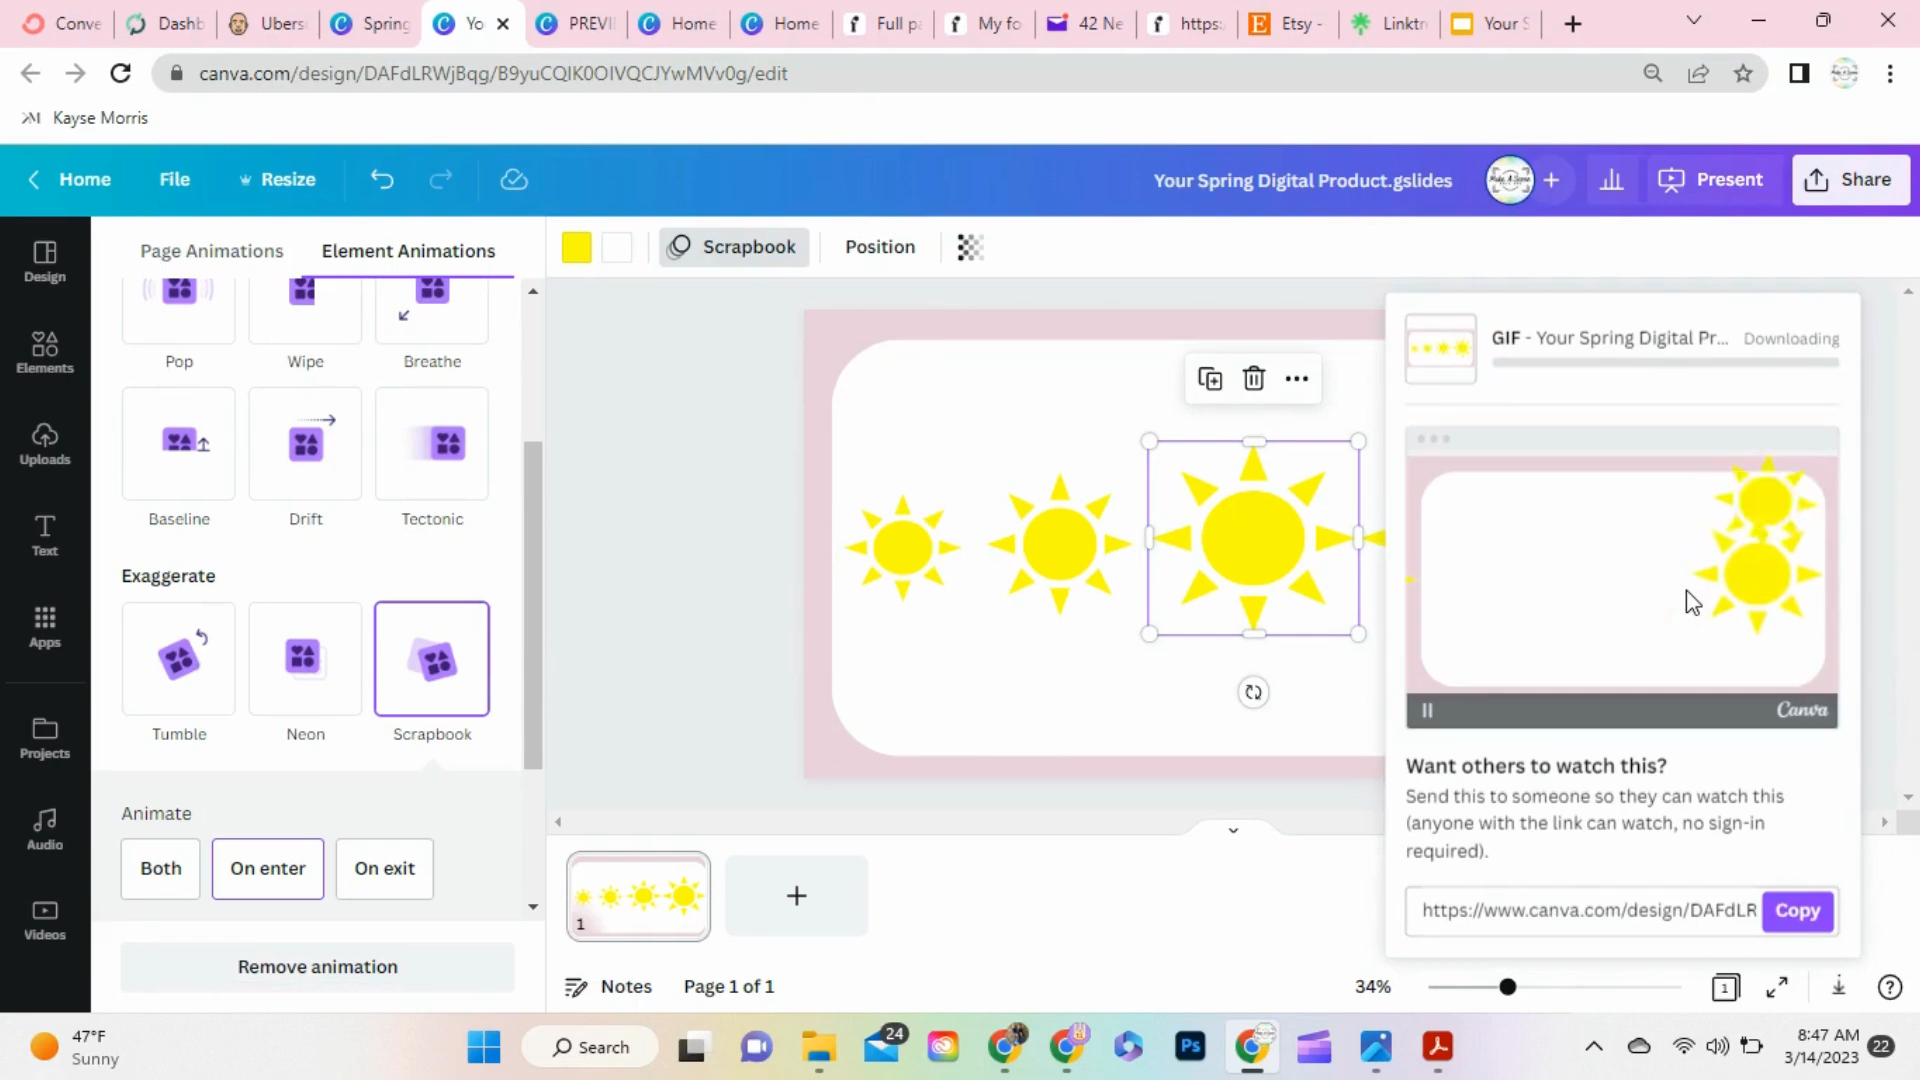 Conve
Dashb
Ubers
Spring
Yo
PREVI
Home
Home
Full pa
My fo
42 Ne
https:
Etsy -
Linktr
Your S
canva.com/design/DAFdLRWjBqg/B9yuCQIK0OIVQCJYwMVv0g/edit
Kayse Morris
Home
File
Resize
Your Spring Digital Product.gslides
Present
Share
Page Animations
Element Animations
Scrapbook
Position
Design
Elements
Uploads
Text
Apps
Projects
Audio
Videos
Pop
Wipe
Breathe
Baseline
Drift
Tectonic
Exaggerate
Tumble
Neon
Scrapbook
Animate
Both
On enter
On exit
Remove animation
GIF - Your Spring Digital Pr...
Downloading
Canva
Want others to watch this?
Send this to someone so they can watch this
(anyone with the link can watch, no sign-in
required).
https://www.canva.com/design/DAFdLR
Copy
1
Notes
Page 1 of 1
34%
1
47°F
Sunny
Search
24
Ps
8:47 AM
3/14/2023
22